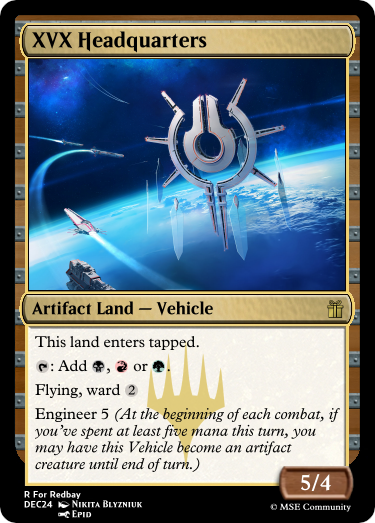 XVX Headquarters
Artifact Land — Vehicle
This land enters tapped.
: Add , or .
Flying, ward 2
Engineer 5 (At the beginning of each combat, if
you've spent at least five mana this turn, you
may have this Vehicle become an artifact
creature until end of turn.)
5/4
R For Redbay
DEC24 Nikita Blyzniuk
Epid
© MSE Community